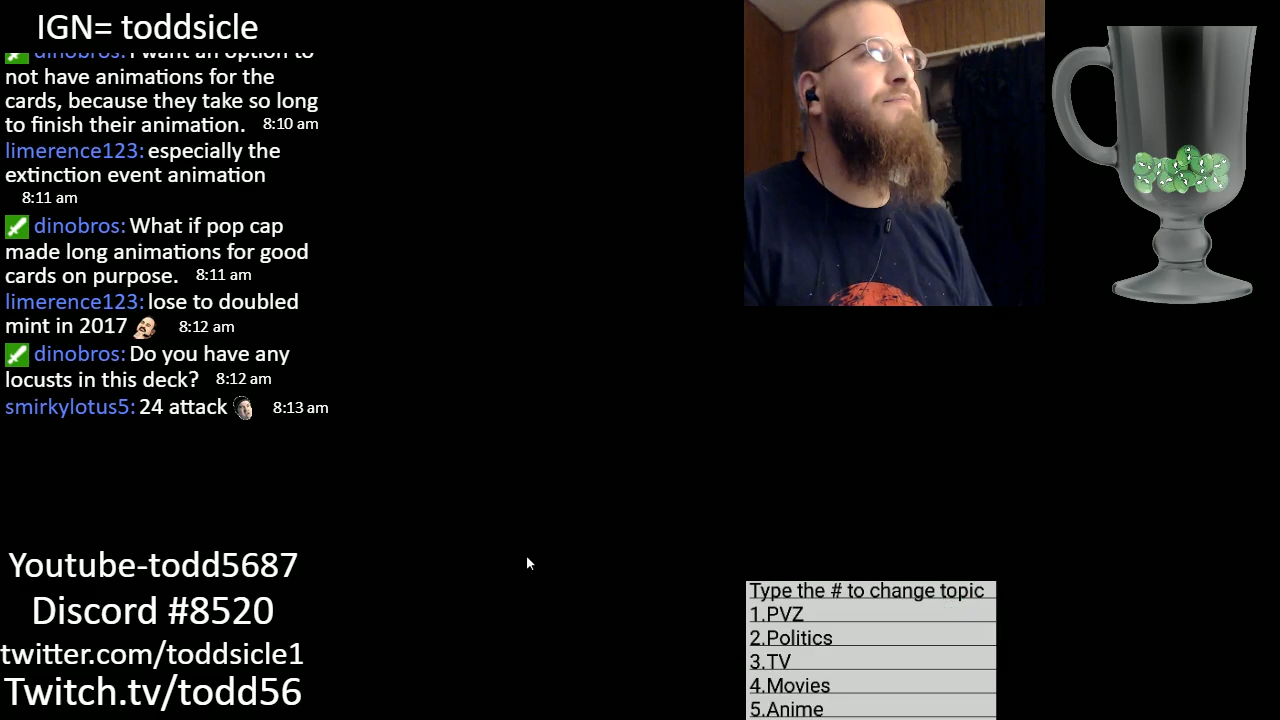 IGN= toddsicle
dinobros: I want an option to
not have animations for the
cards, because they take so long
to finish their animation. 8:10 am
limerence123: especially the
extinction event animation
8:11 am
dinobros: What if pop cap
made long animations for good
cards on purpose. 8:11 am
limerence123: lose to doubled
mint in 2017 8:12 am
dinobros: Do you have any
locusts in this deck? 8:12 am
smirkylotus5: 24 attack 8:13 am
Youtube-todd5687
Discord #8520
twitter.com/toddsicle1
Twitch.tv/todd56
Type the # to change topic
1.PVZ
2.Politics
3.TV
4.Movies
5.Anime